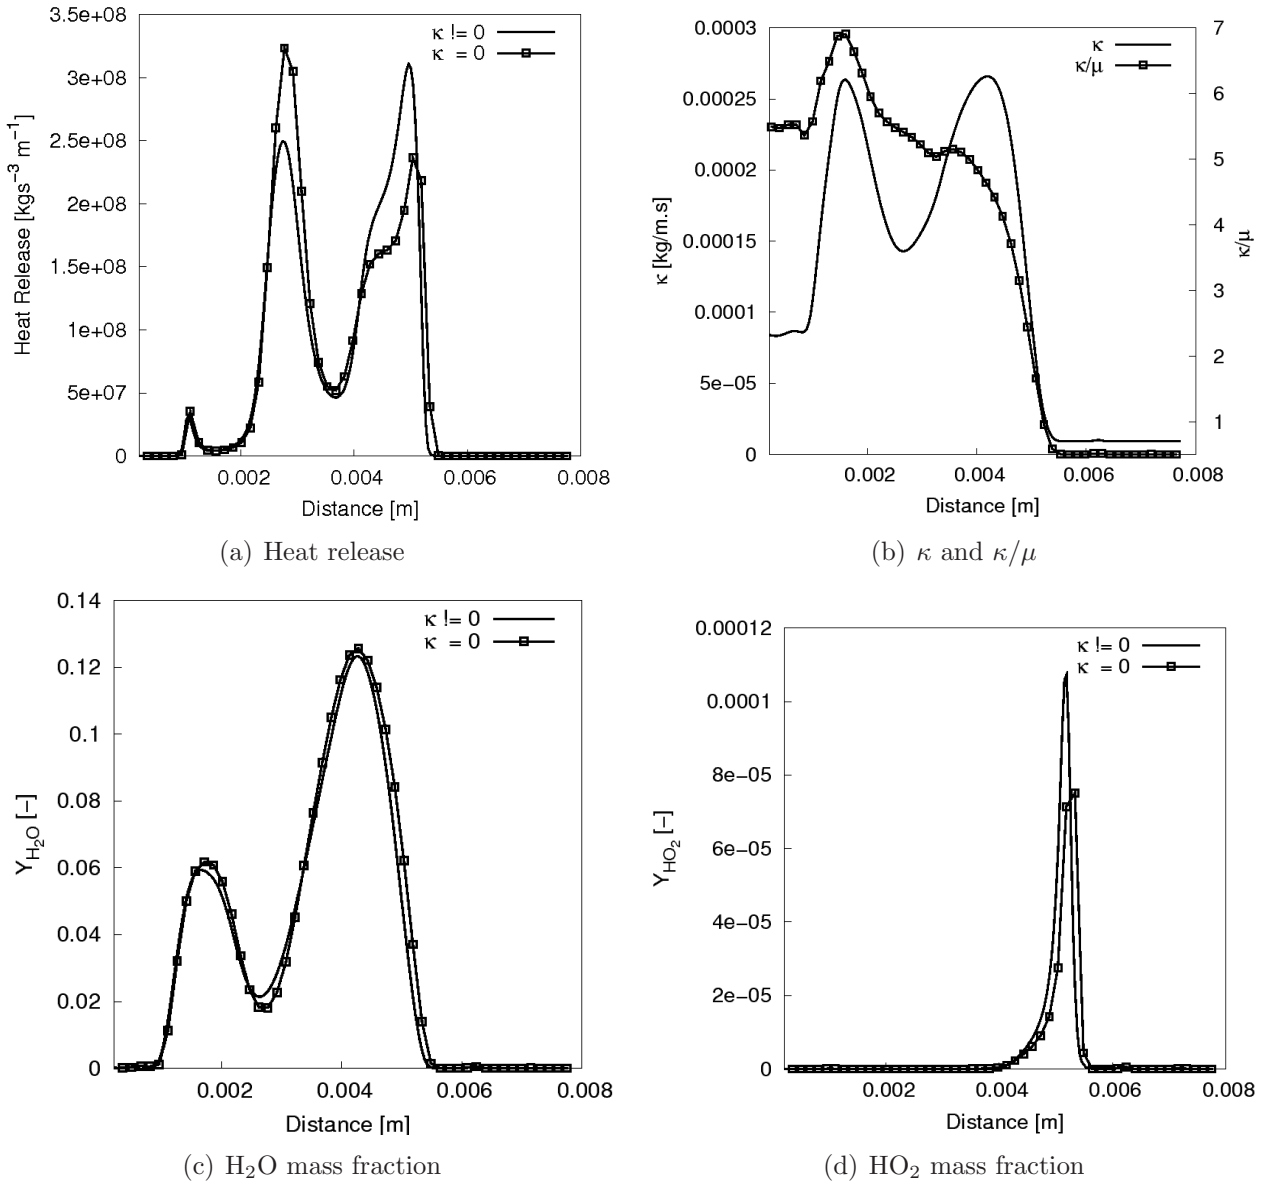 3.5e+08
3e+08
2.5e+08
2e+08
1.5e+08
1e+08
5e+07
0
Heat Release [kgs−3 m−1]
κ != 0
κ = 0
0.002
0.004
0.006
0.008
Distance [m]
(a) Heat release
0.0003
0.00025
0.0002
0.00015
0.0001
5e−05
0
κ [kg/m.s]
κ
κ/μ
7
6
5
4
3
2
1
κ/μ
0.002
0.004
0.006
0.008
Distance [m]
(b) κ and κ/μ
0.14
0.12
0.1
0.08
0.06
0.04
0.02
0
YH2O [−]
κ != 0
κ = 0
0.002
0.004
0.006
0.008
Distance [m]
(c) H2O mass fraction
0.00012
0.0001
8e−05
6e−05
4e−05
2e−05
0
YHO2 [−]
κ != 0
κ = 0
0.002
0.004
0.006
0.008
Distance [m]
(d) HO2 mass fraction